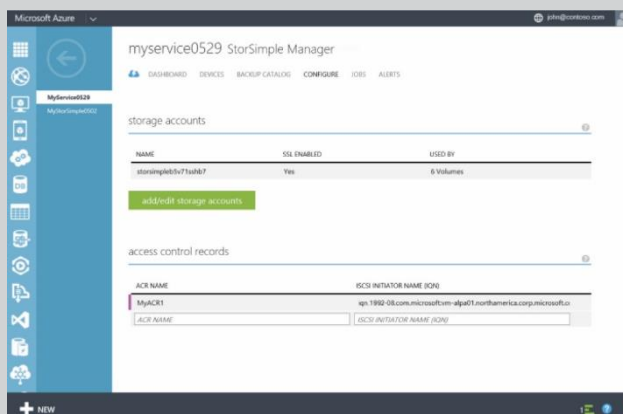 Microsoft Azure
john@contoso.com
myservice0529 StorSimple Manager
DASHBOARD DEVICES BACKUP CATALOG CONFIGURE JOBS ALERTS
MyService0529
MyStorSimple0502
storage accounts
NAME SSL ENABLED USED BY
Yes 6 Volumes
add/edit storage accounts
access control records
ACR NAME ISCSI INITIATOR NAME (IQN)
MyACR1 iqn.1992-08.com.microsoft:vm-alpa01.northamerica.corp.microsoft.co
ACR NAME ISCSI INITIATOR NAME (IQN)
DB
NEW
1